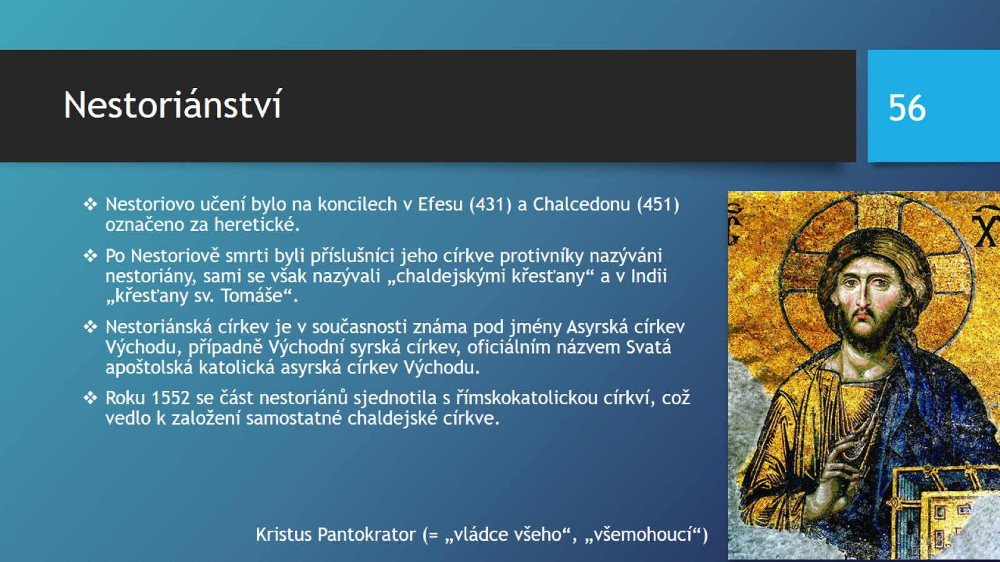 Nestoriánství
56
❖ Nestoriovo učení bylo na koncilech v Efesu (431) a Chalcedonu (451)
označeno za heretické.
❖ Po Nestoriově smrti byli příslušníci jeho církve protivníky nazýváni
nestoriány, sami se však nazývali „chaldejskými křesťany“ a v Indii
„křesťany sv. Tomáše“.
❖ Nestoriánská církev je v současnosti známa pod jmény Asyrská církev
Východu, případně Východní syrská církev, oficiálním názvem Svatá
apoštolská katolická asyrská církev Východu.
❖ Roku 1552 se část nestoriánů sjednotila s římskokatolickou církví, což
vedlo k založení samostatné chaldejské církve.
Kristus Pantokrator (= „vládce všeho“, „všemohoucí“)